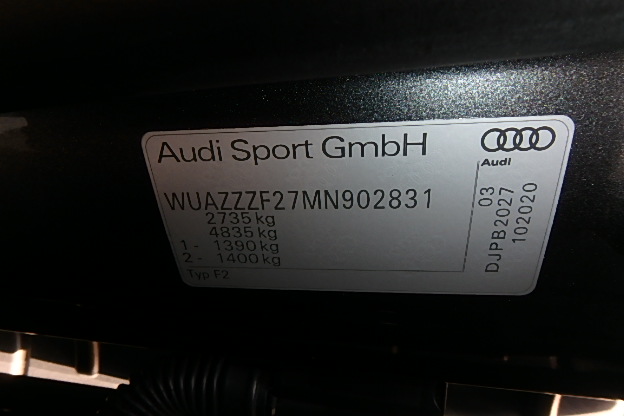 Audi Sport GmbH
Audi
WUAZZZF27MN902831
2735 kg
4835 kg
1- 1390 kg
2- 1400 kg
Typ F2
03
DJPB2027
102020